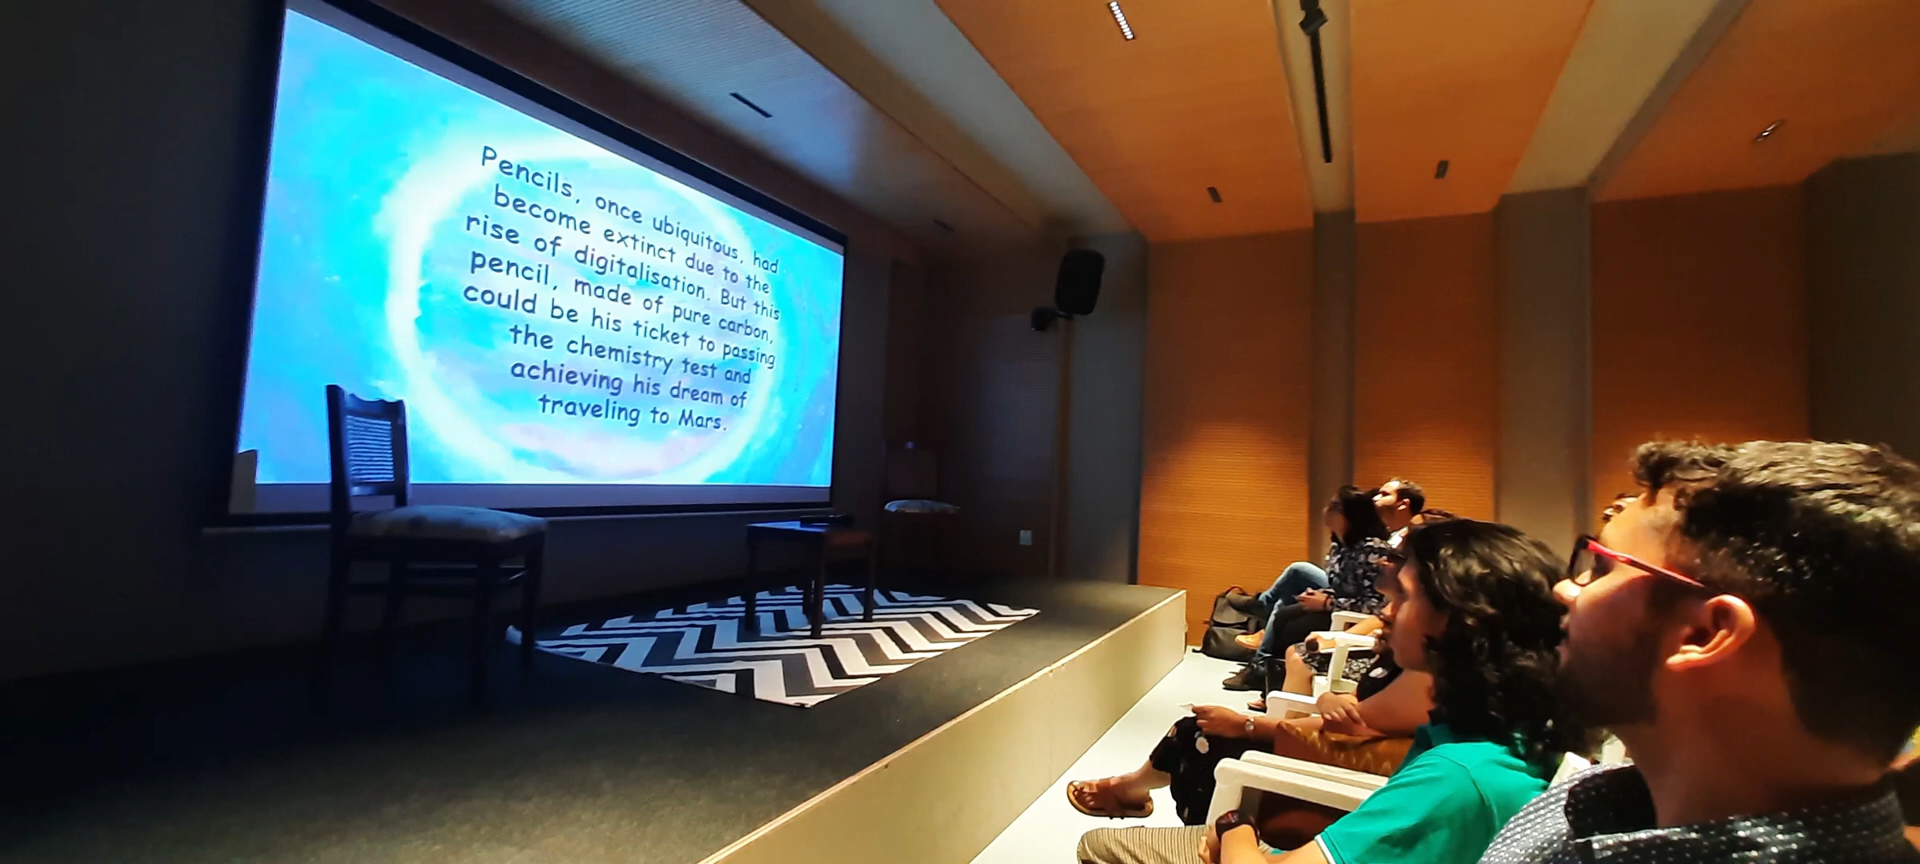 Pencils, once ubiquitous, had
become extinct due to the
rise of digitalisation. But this
pencil, made of pure carbon,
could be his ticket to passing
the chemistry test and
achieving his dream of
traveling to Mars.